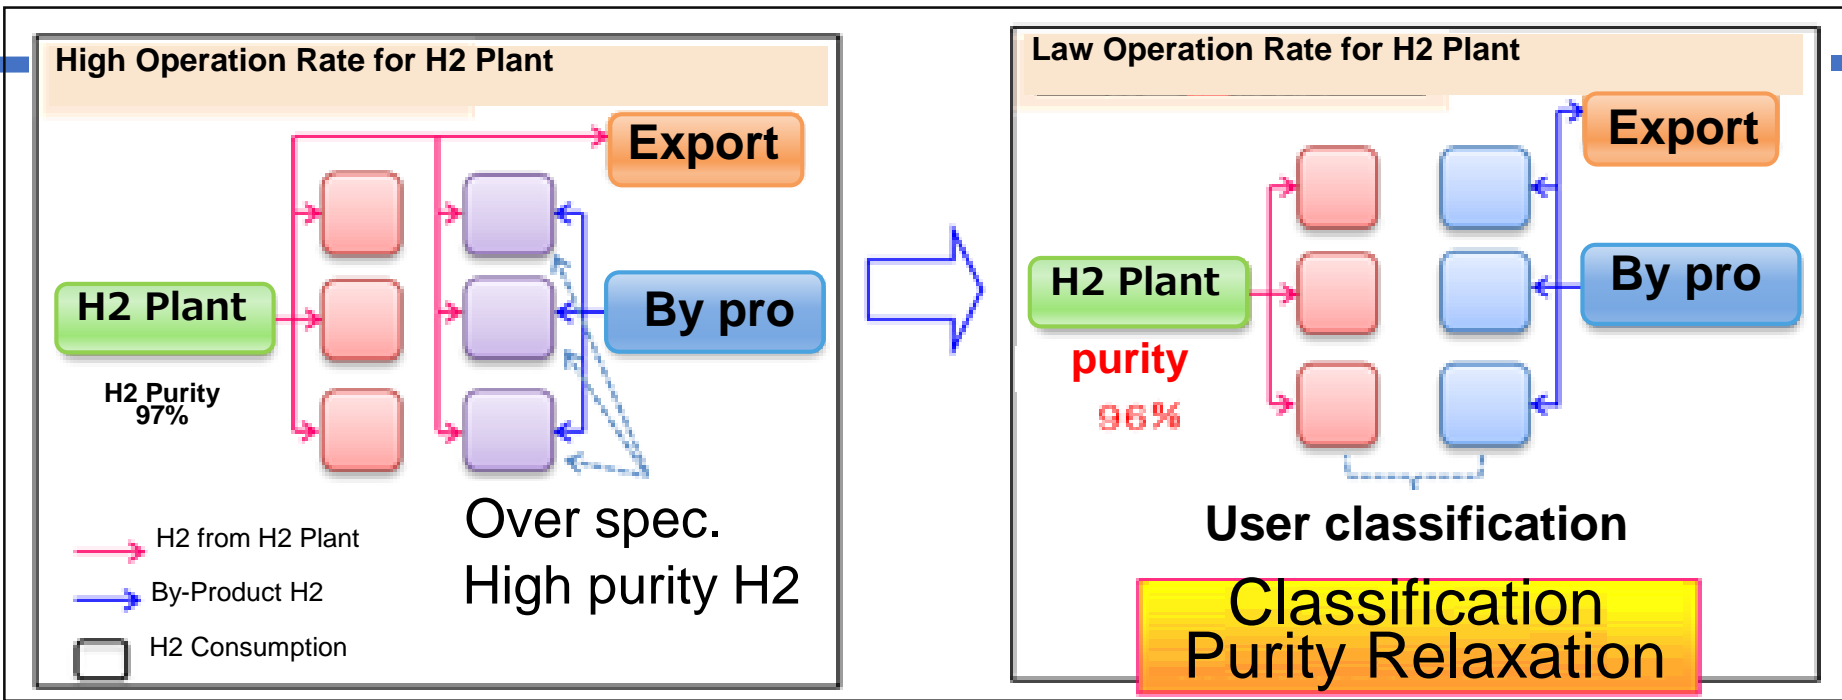 High Operation Rate for H2 Plant
Export
H2 Plant
By pro
H2 Purity
97%
Over spec.
High purity H2
H2 from H2 Plant
By-Product H2
H2 Consumption
Law Operation Rate for H2 Plant
Export
H2 Plant
By pro
purity
96%
User classification
Classification
Purity Relaxation